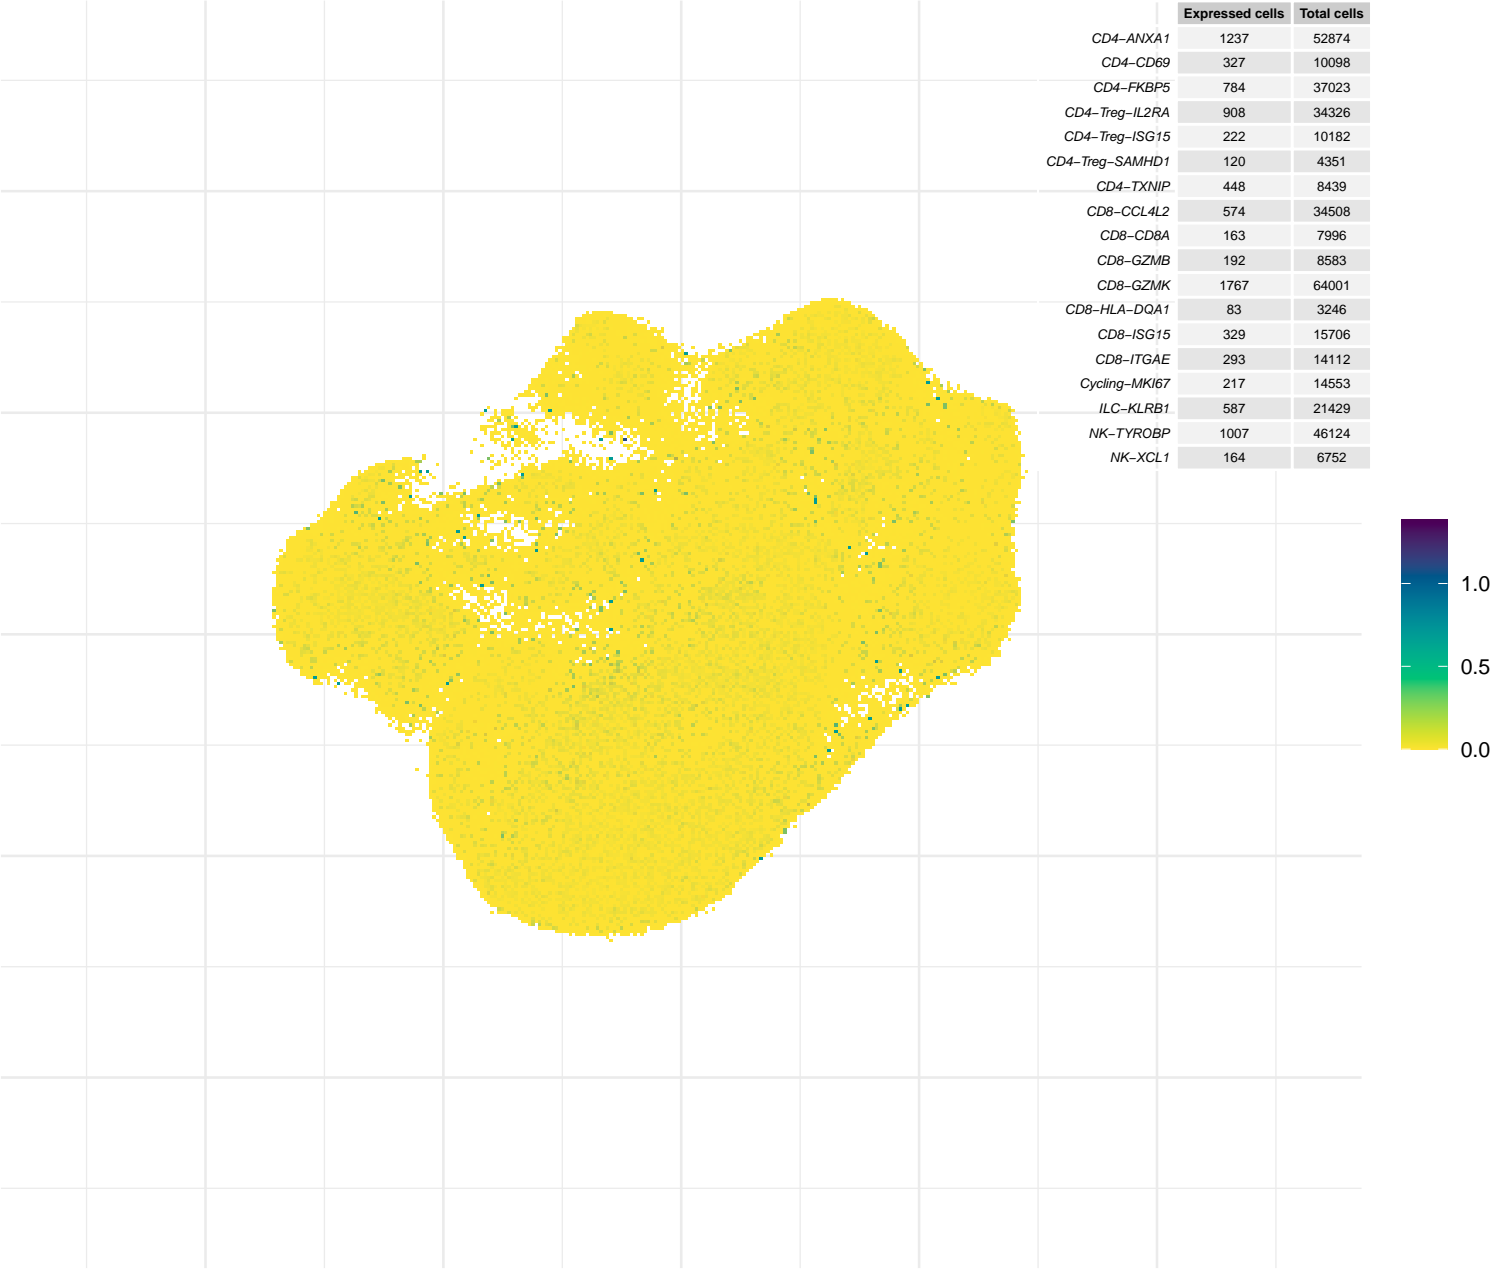 Expressed cells Total cells
CD4−ANXA1 1237 52874
CD4−CD69 327 10098
CD4−FKBP5 784 37023
CD4−Treg−IL2RA 908 34326
CD4−Treg−ISG15 222 10182
CD4−Treg−SAMHD1 120 4351
CD4−TXNIP 448 8439
CD8−CCL4L2 574 34508
CD8−CD8A 163 7996
CD8−GZMB 192 8583
CD8−GZMK 1767 64001
CD8−HLA−DQA1 83 3246
CD8−ISG15 329 15706
CD8−ITGAE 293 14112
Cycling−MKI67 217 14553
ILC−KLRB1 587 21429
NK−TYROBP 1007 46124
NK−XCL1 164 6752
1.0
0.5
0.0